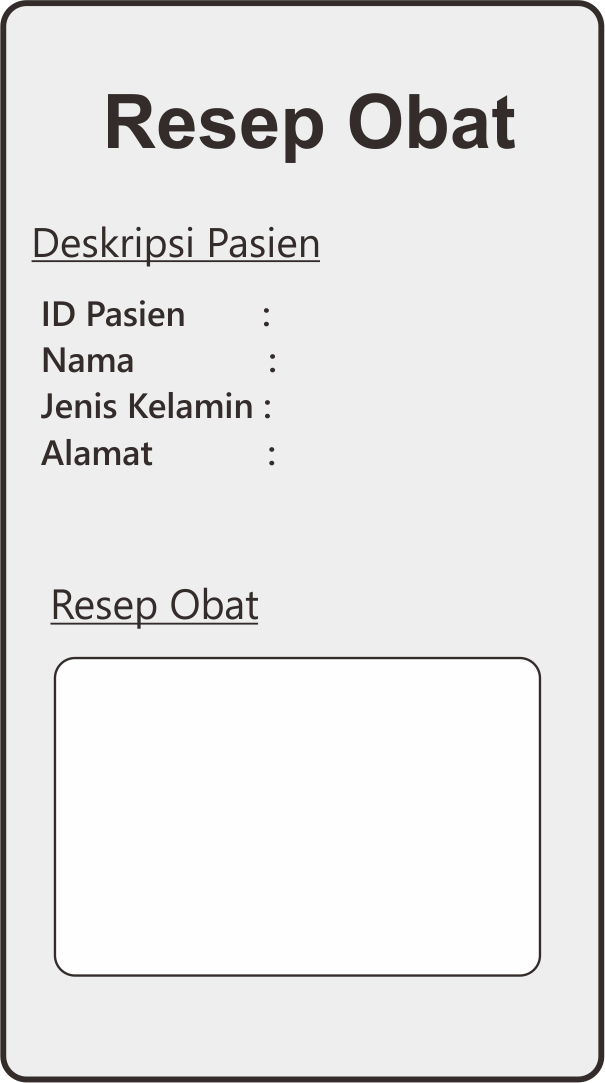 Resep Obat
Deskripsi Pasien
ID Pasien :
Nama :
Jenis Kelamin :
Alamat :
Resep Obat